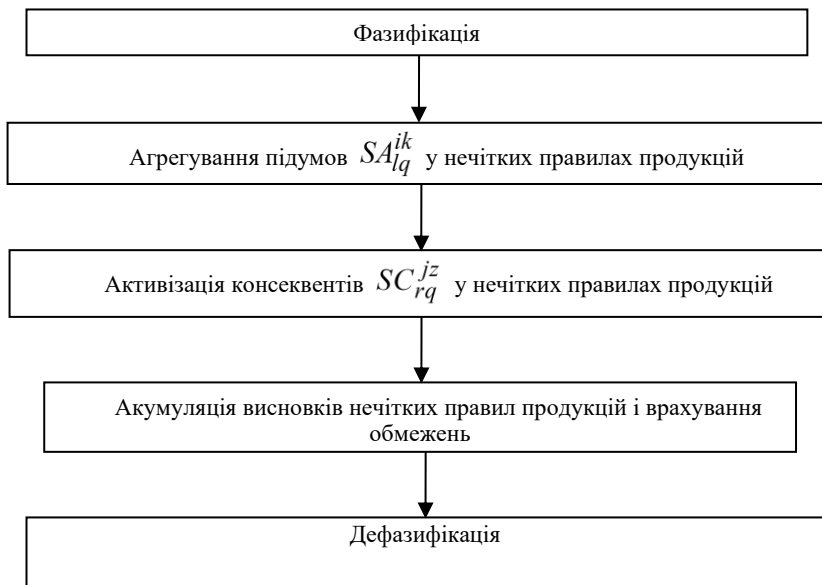 Фазифікація
Агрегування підумов $SA_{lq}^{ik}$ у нечітких правилах продукцій
Активізація консеквентів $SC_{rq}^{jz}$ у нечітких правилах продукцій
Акумуляція висновків нечітких правил продукцій і врахування
обмежень
Дефазифікація